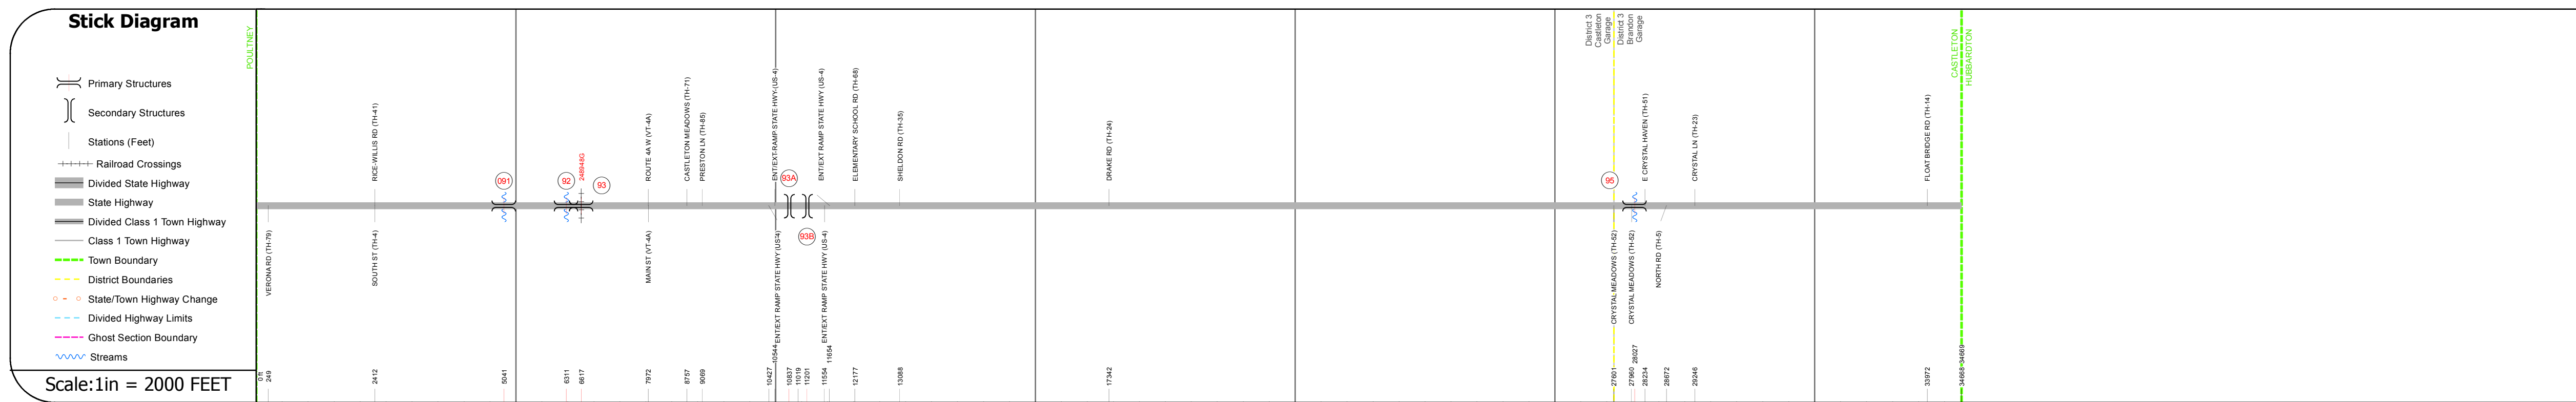 Stick Diagram
Primary Structures
Secondary Structures
Stations (Feet)
Railroad Crossings
Divided State Highway
State Highway
Divided Class 1 Town Highway
Class 1 Town Highway
Town Boundary
District Boundaries
State/Town Highway Change
Divided Highway Limits
Ghost Section Boundary
Streams
Scale:1in = 2000 FEET
POULTNEY
VERONA RD (TH-79)
RICE-WILLIS RD (TH-41)
SOUTH ST (TH-4)
091
92
248948G
93
ROUTE 4A W (VT-4A)
MAIN ST (VT-4A)
CASTLETON MEADOWS (TH-71)
PRESTON LN (TH-85)
ENT/EXT-RAMP STATE HWY-(US-4)
ENT/EXT RAMP STATE HWY (US-4)
93A
93B
ENT/EXT RAMP STATE HWY (US-4)
ENT/EXT RAMP STATE HWY (US-4)
ELEMENTARY SCHOOL RD (TH-68)
SHELDON RD (TH-35)
DRAKE RD (TH-24)
District 3
Castleton
Garage
District 3
Brandon
Garage
95
CRYSTAL MEADOWS (TH-52)
CRYSTAL MEADOWS (TH-52)
E CRYSTAL HAVEN (TH-51)
NORTH RD (TH-5)
CRYSTAL LN (TH-23)
FLOAT BRIDGE RD (TH-14)
CASTLETON
HUBBARDTON
0 ft
249
2412
5041
6311
6617
7972
8757
9069
10427
10544
10837
11019
11201
11554
11654
12177
13088
17342
27601
27960
28027
28234
28672
29246
33972
34668
34669